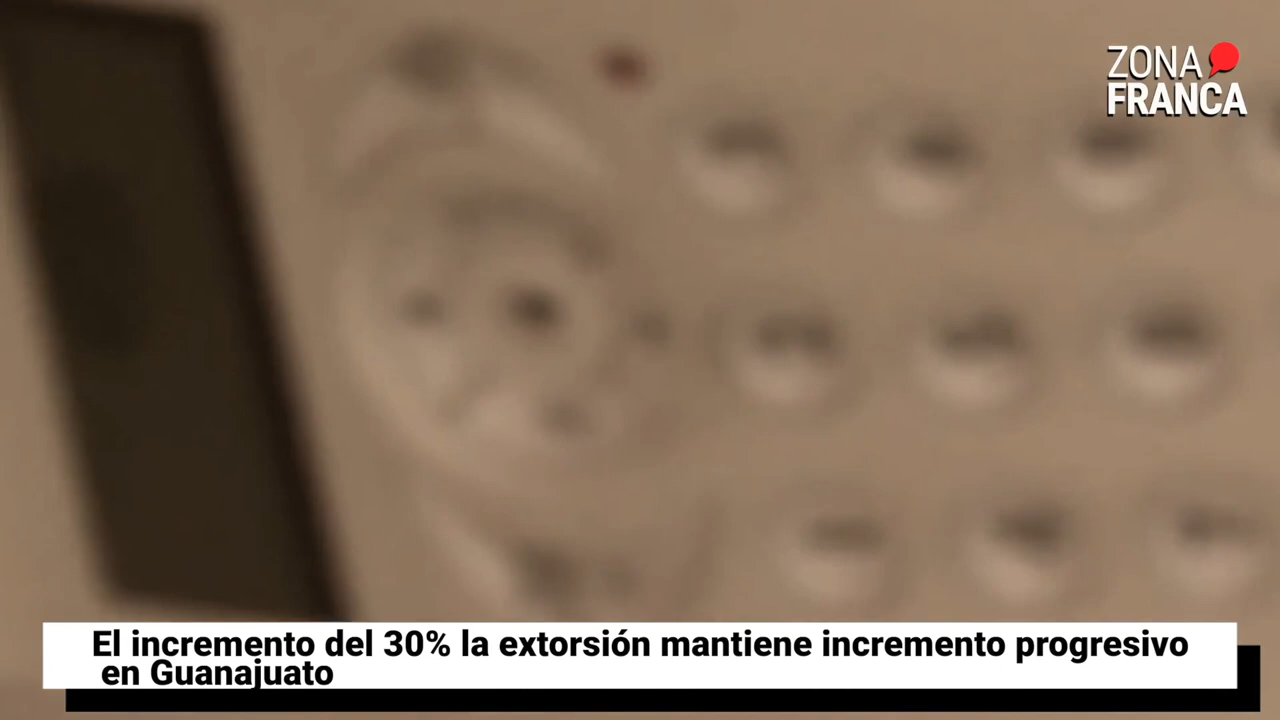 ZONA
FRANCA
El incremento del 30% la extorsión mantiene incremento progresivo
en Guanajuato